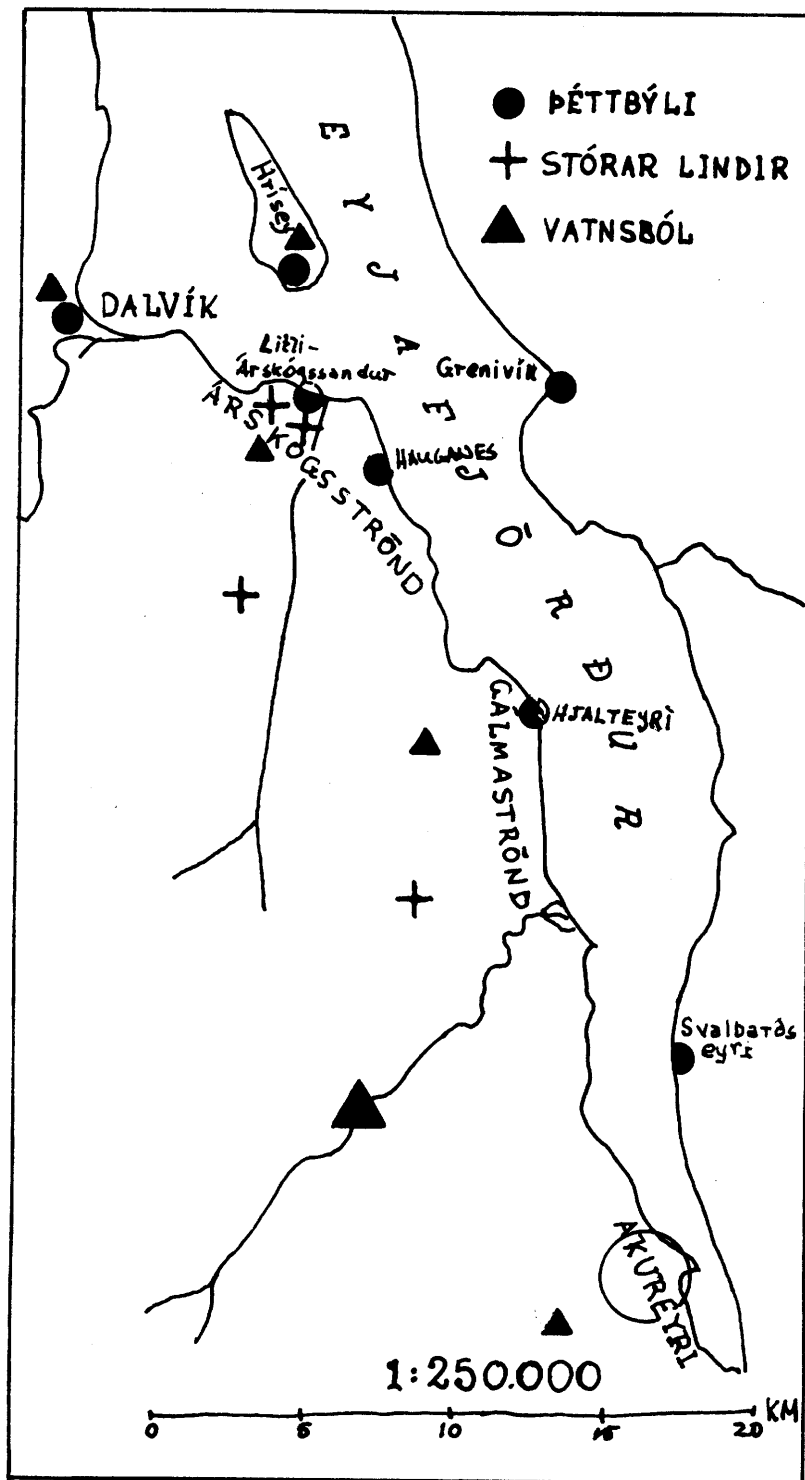 ÞÉTTBÝLI
STÓRAR LINDIR
VATNSBÓL
EYJAFJÖRÐUR
Hrísey
DALVÍK
Litli-
Árskógssandur
Grenivík
ÁRSKÓGSSTRÖND
HAUGANES
GALMASTRÖND
HJALTEYRI
Svalbarðs
eyri
AKUREYRI
1:250.000
0 5 10 15 20 KM